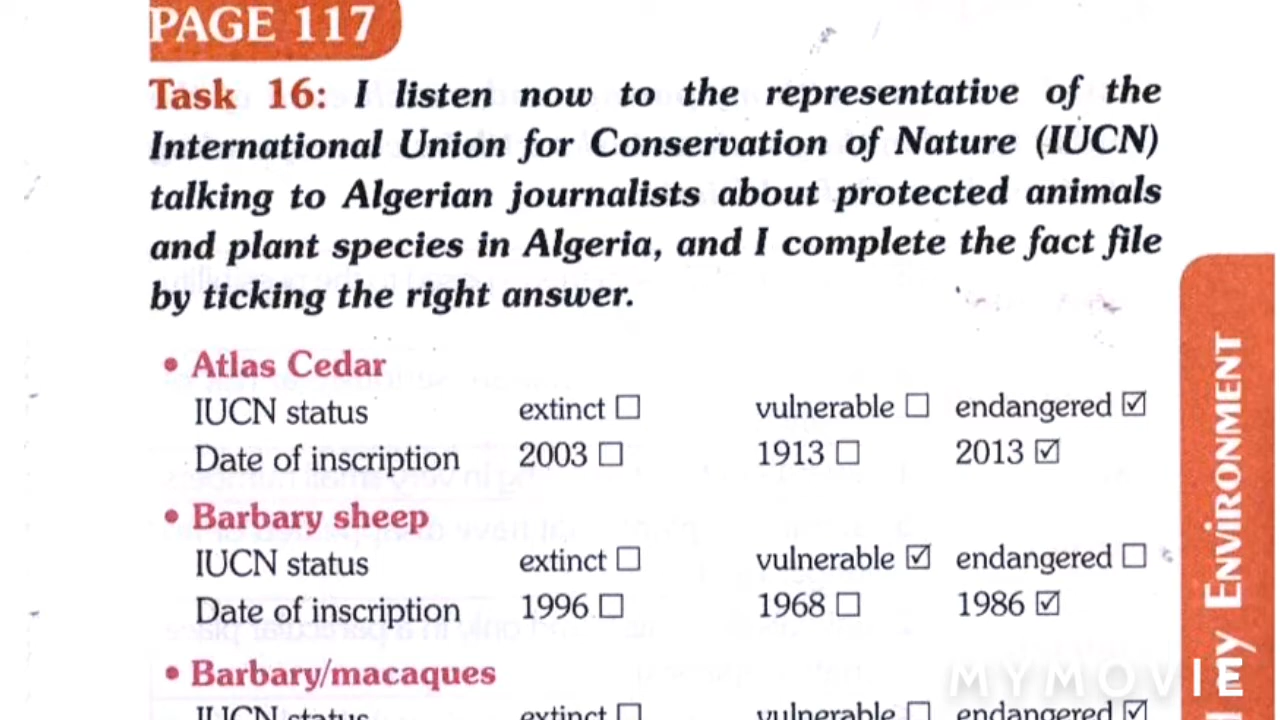 PAGE 117
Task 16: I listen now to the representative of the
International Union for Conservation of Nature (IUCN)
talking to Algerian journalists about protected animals
and plant species in Algeria, and I complete the fact file
by ticking the right answer.
• Atlas Cedar
IUCN status extinct ☐ vulnerable ☐ endangered ☑
Date of inscription 2003 ☐ 1913 ☐ 2013 ☑
• Barbary sheep
IUCN status extinct ☐ vulnerable ☑ endangered ☐
Date of inscription 1996 ☐ 1968 ☐ 1986 ☑
• Barbary/macaques
IUCN status extinct ☐ vulnerable ☐ endangered ☑
my ENViRONMENT
MYMOVIE